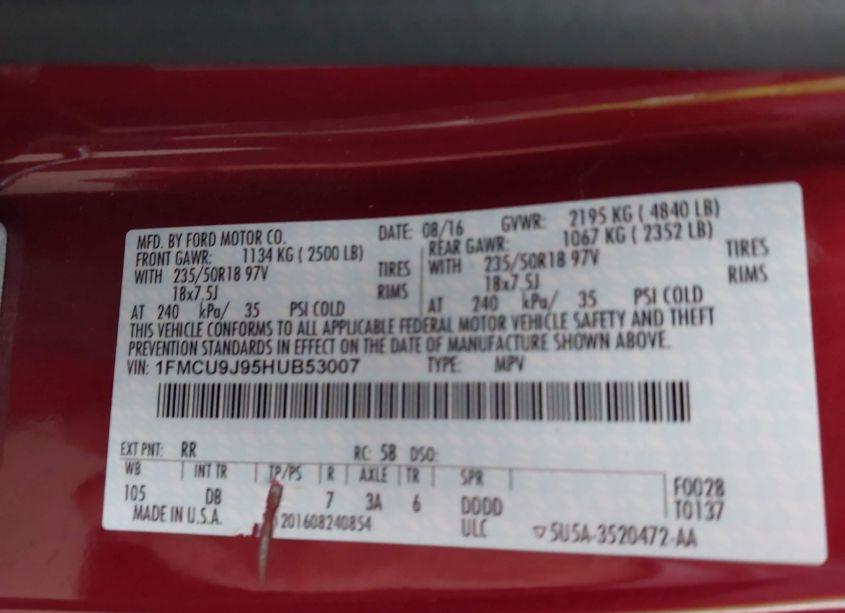 MFD. BY FORD MOTOR CO. DATE: 08/16 GVWR: 2195 KG ( 4840 LB)
FRONT GAWR: 1134 KG ( 2500 LB) REAR GAWR: 1067 KG ( 2352 LB)
WITH 235/50R18 97V TIRES WITH 235/50R18 97V TIRES
18x7.5J RIMS 18x7.5J RIMS
AT 240 kPa/ 35 PSI COLD AT 240 kPa/ 35 PSI COLD
THIS VEHICLE CONFORMS TO ALL APPLICABLE FEDERAL MOTOR VEHICLE SAFETY AND THEFT
PREVENTION STANDARDS IN EFFECT ON THE DATE OF MANUFACTURE SHOWN ABOVE.
VIN: 1FMCU9J95HUB53007 TYPE: MPV
EXT PNT: RR RC: 58 DSO:
WB INT TR TP/PS R AXLE TR SPR F0028
105 DB 7 3A 6 DDDD T0137
MADE IN U.S.A. 201608240854 ULC ▽5U5A-3520472-AA